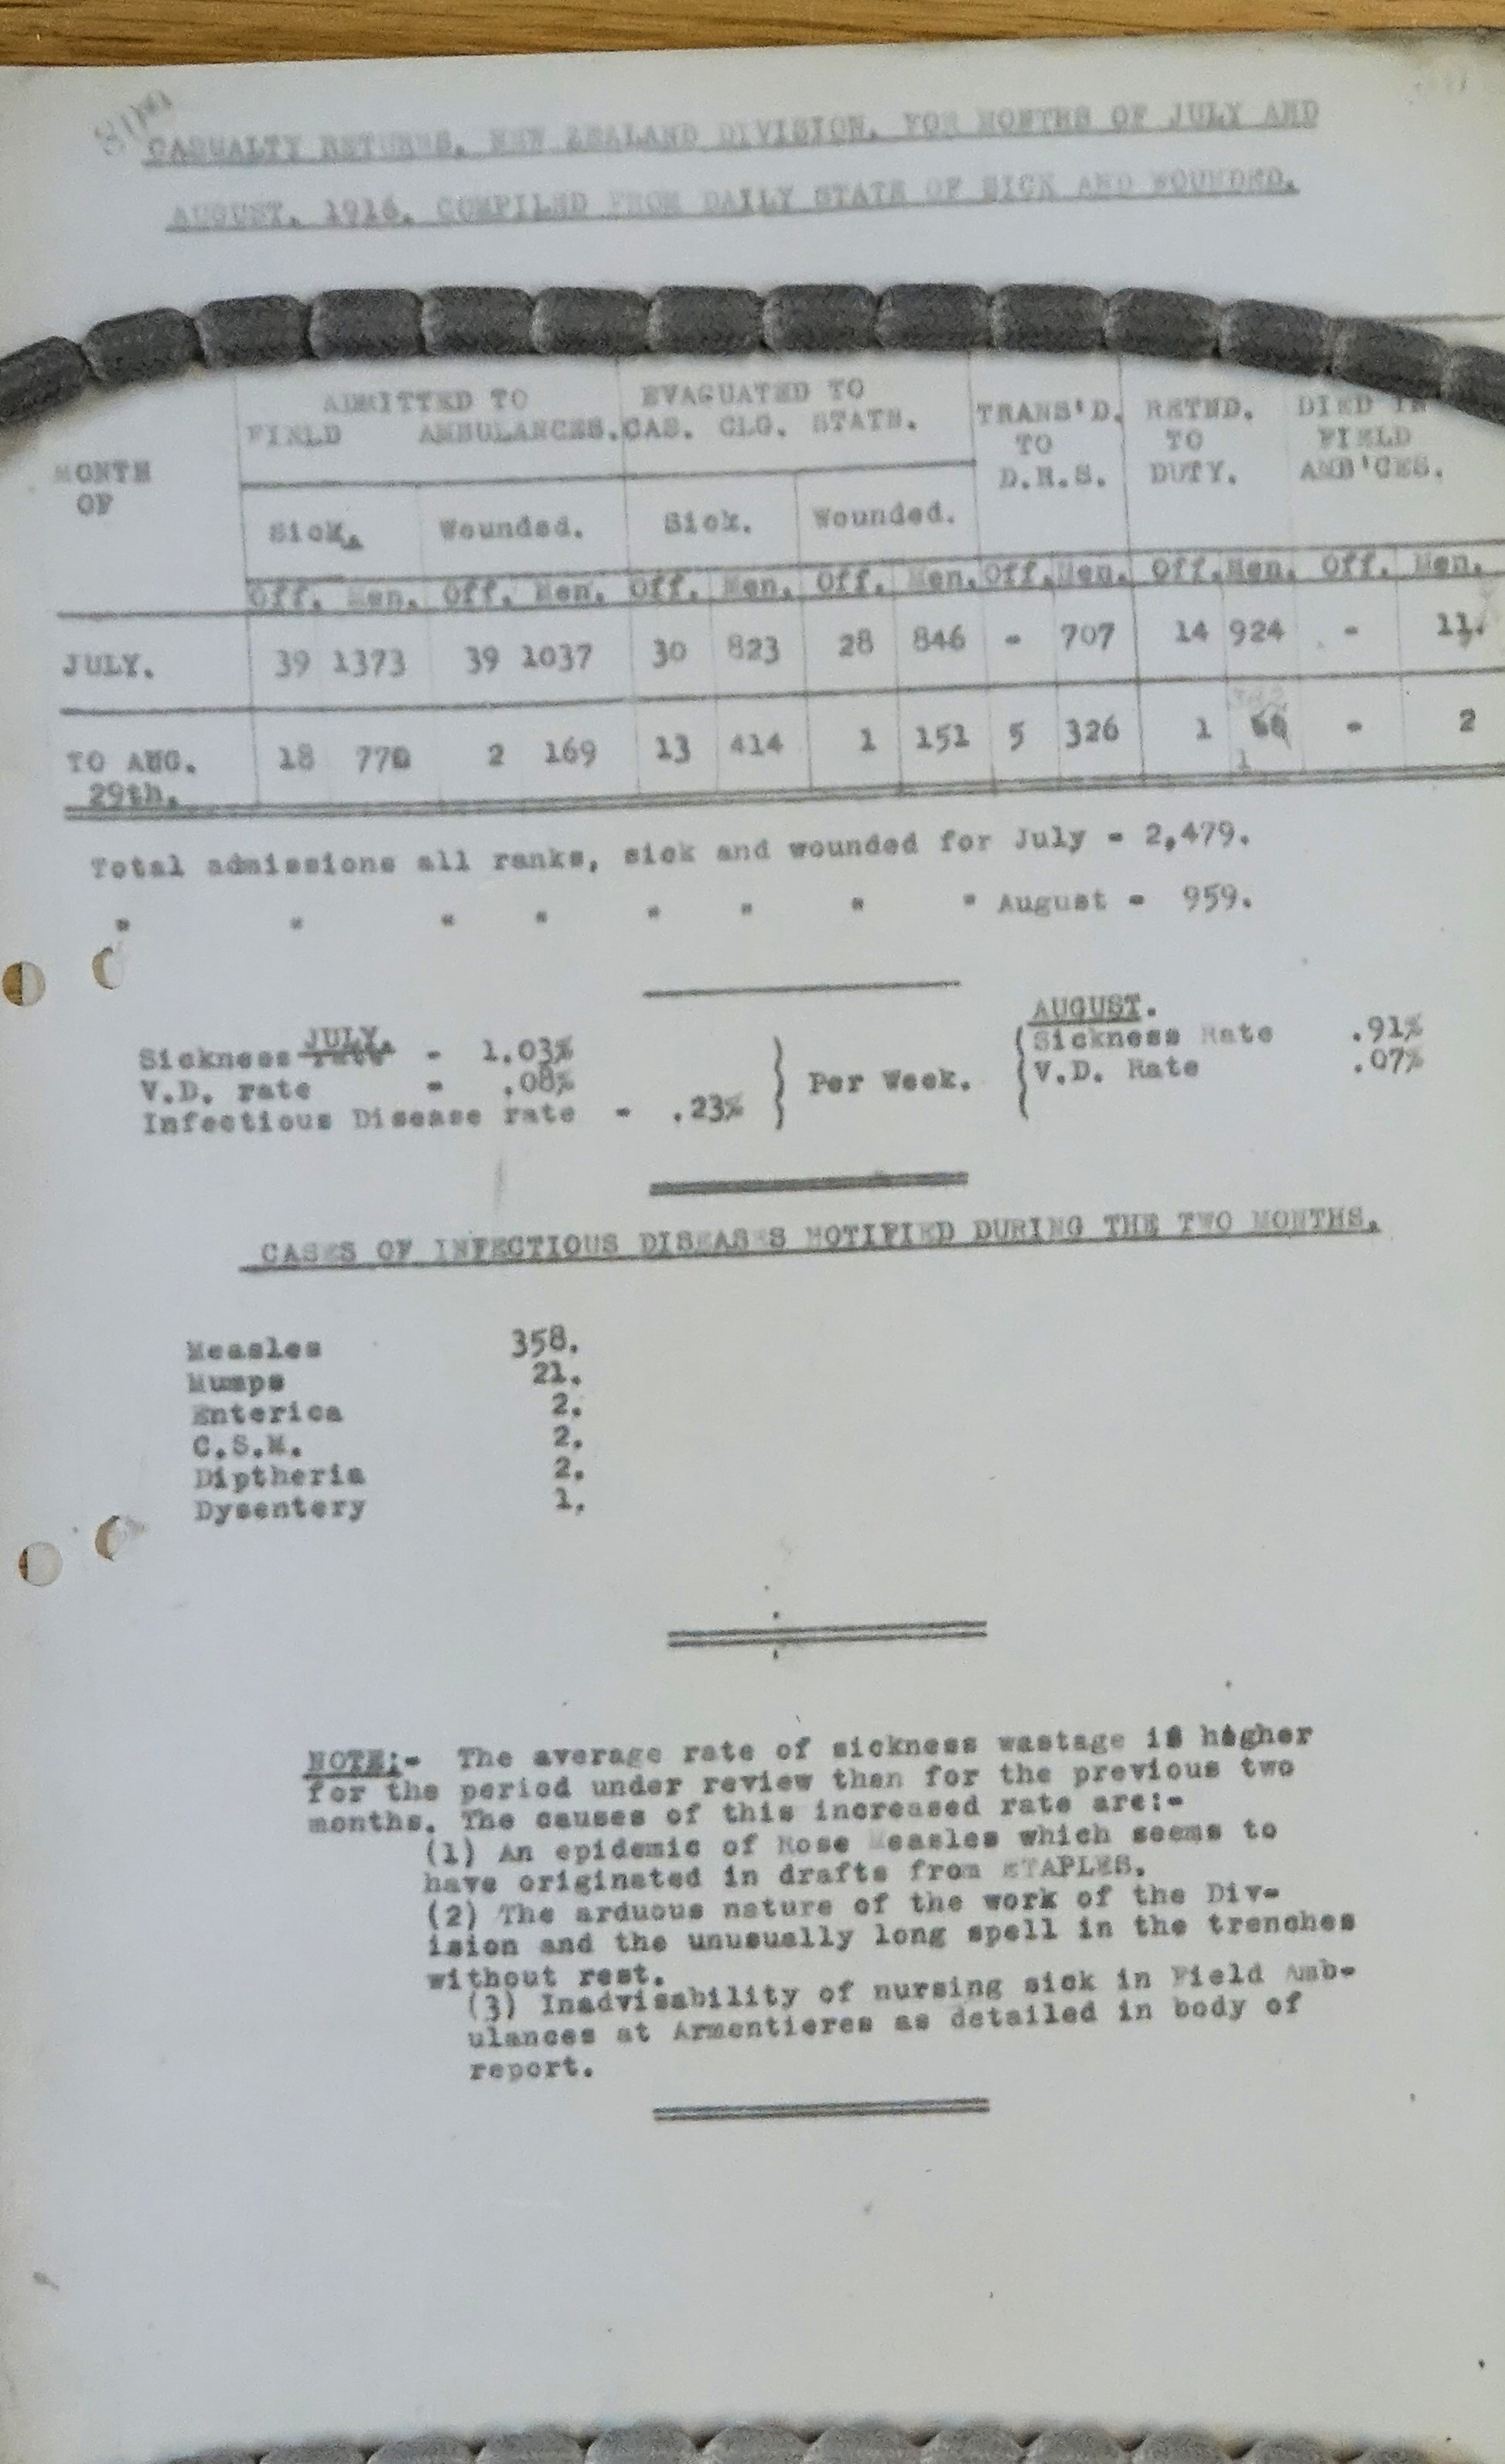 CASUALTY RETURNS. NEW ZEALAND DIVISION. FOR MONTHS OF JULY AND
AUGUST. 1916. COMPILED FROM DAILY STATE OF SICK AND WOUNDED.
MONTH OF
ADMITTED TO FIELD AMBULANCES.
EVACUATED TO CAS. CLG. STATS.
TRANS'D. TO D.R.S.
RETND. TO DUTY.
DIED IN FIELD AMB'CES.
Sick. Wounded. Sick. Wounded.
Off. Men. Off. Men. Off. Men. Off. Men. Off. Men. Off. Men. Off. Men.
JULY. 39 1373 39 1037 30 823 28 846 - 707 14 924 - 11.
TO AUG. 18 770 2 169 13 414 1 151 5 326 1 - 2
29th.
Total admissions all ranks, sick and wounded for July - 2,479.
" " " " " " " " August - 959.
JULY.
Sickness rate - 1.03%
V.D. rate - .08%
Infectious Disease rate - .23%
Per Week.
AUGUST.
Sickness Rate .91%
V.D. Rate .07%
CASES OF INFECTIOUS DISEASES NOTIFIED DURING THE TWO MONTHS.
Measles 358.
Mumps 21.
Enterica 2.
C.S.M. 2.
Diptheria 2.
Dysentery 1.
NOTE:- The average rate of sickness wastage is higher
for the period under review than for the previous two
months. The causes of this increased rate are:-
(1) An epidemic of Rose Measles which seems to
have originated in drafts from ETAPLES.
(2) The arduous nature of the work of the Div-
ision and the unusually long spell in the trenches
without rest.
(3) Inadvisability of nursing sick in Field Amb-
ulances at Armentieres as detailed in body of
report.